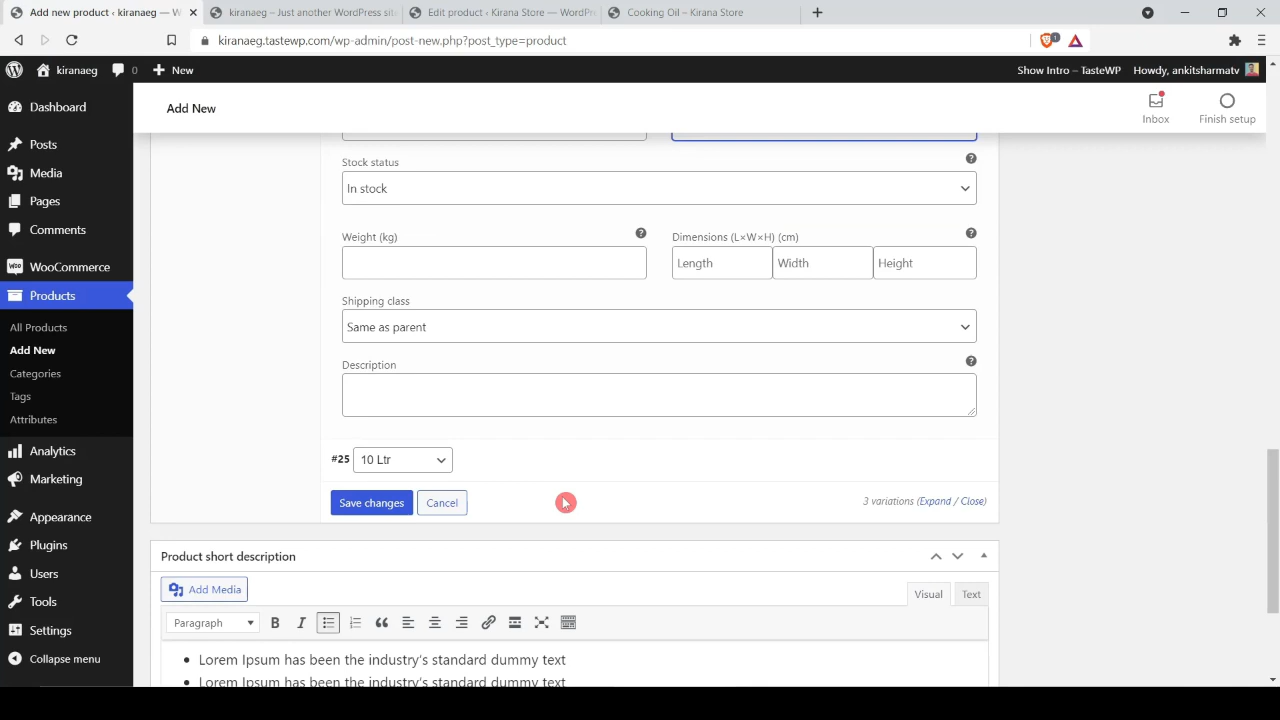 Add new product ‹ kiranaeg — W
kiranaeg – Just another WordPress sit
Edit product ‹ Kirana Store — WordPr
Cooking Oil – Kirana Store
kiranaeg.tastewp.com/wp-admin/post-new.php?post_type=product
1
kiranaeg
0
New
Show Intro – TasteWP
Howdy, ankitsharmatv
Dashboard
Posts
Media
Pages
Comments
WooCommerce
Products
All Products
Add New
Categories
Tags
Attributes
Analytics
Marketing
Appearance
Plugins
Users
Tools
Settings
Collapse menu
Add New
Inbox
Finish setup
Stock status
In stock
Weight (kg)
Dimensions (L×W×H) (cm)
Length
Width
Height
Shipping class
Same as parent
Description
#25 10 Ltr
Save changes
Cancel
3 variations (Expand / Close)
Product short description
Add Media
Visual
Text
Paragraph
Lorem Ipsum has been the industry's standard dummy text
Lorem Ipsum has been the industry's standard dummy text